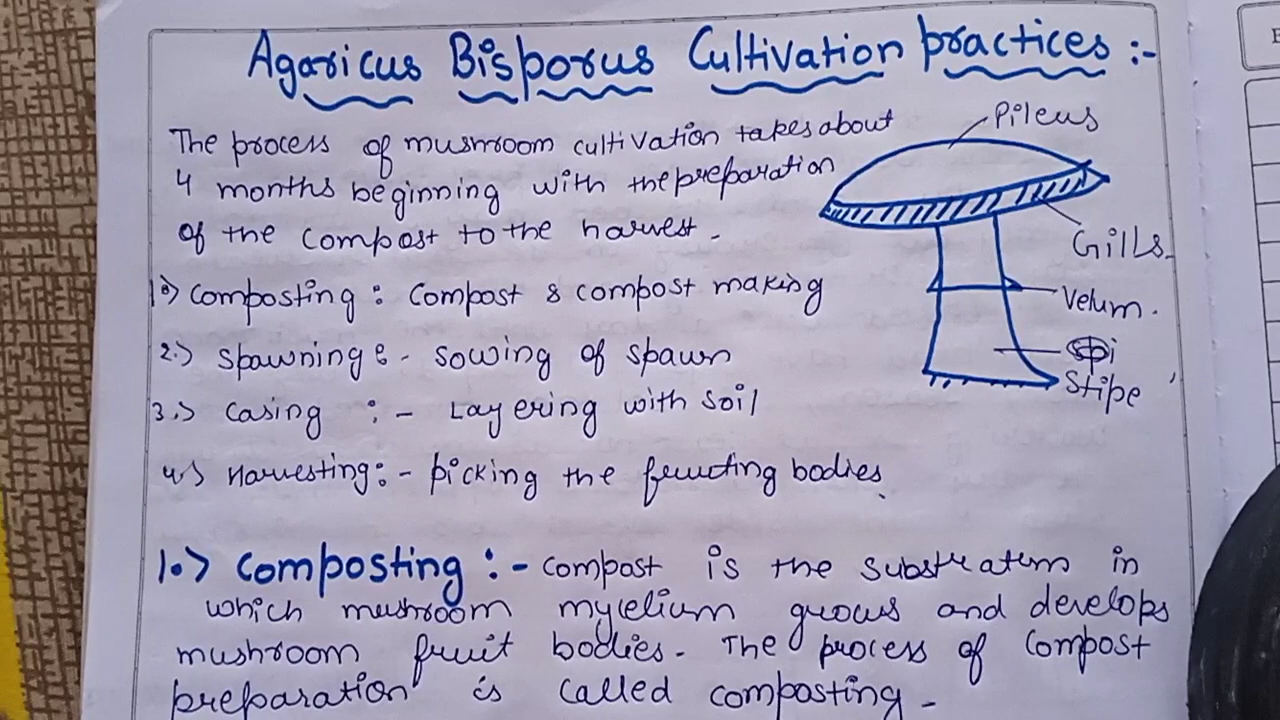 Agaricus Bisporus Cultivation practices :-
The process of mushroom cultivation takes about
4 months beginning with the preparation
of the compost to the harvest.
Pileus
Gills
Velum.
Spi
Stipe
1.) Composting : Compost & compost making
2.) Spawning :- Sowing of spawn
3.) Casing :- Layering with soil
4.) Harvesting :- picking the fructing bodies.
1.) Composting :- Compost is the substratum in
which mushroom mycelium grows and develops
mushroom fruit bodies. The process of compost
preparation is called composting.